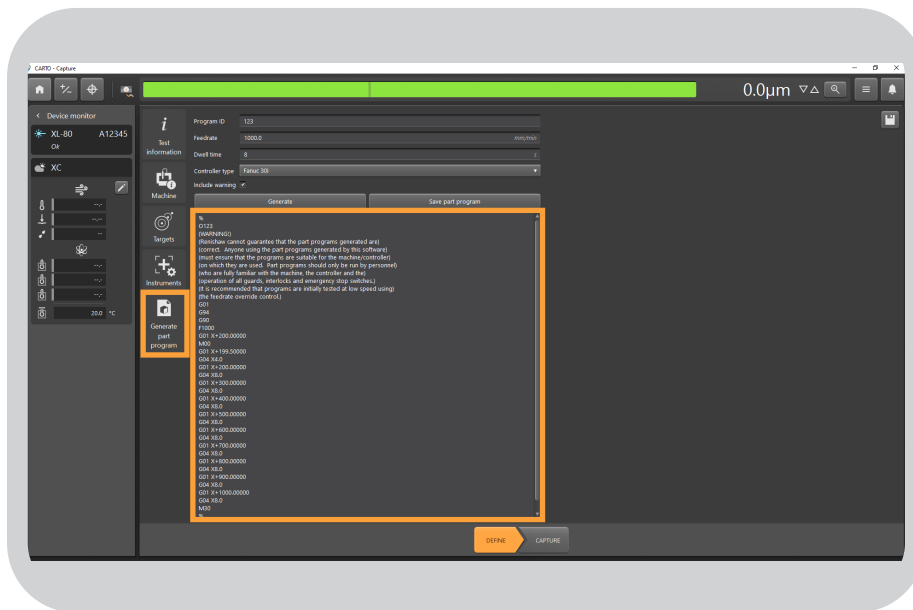 CARTO - Capture
0.0µm
Device monitor
XL-80 A12345
Ok
XC
--.-
--.--
--
--.-
--.-
--.-
20.0 °C
i
Test
information
Machine
Targets
Instruments
Generate
part
program
Program ID 123
Feedrate 1000.0 mm/min
Dwell time 8 s
Controller type Fanuc 30i
Include warning
Generate Save part program
%
O123
(WARNING!)
(Renishaw cannot guarantee that the part programs generated are)
(correct. Anyone using the part programs generated by this software)
(must ensure that the programs are suitable for the machine/controller)
(on which they are used. Part programs should only be run by personnel)
(who are fully familiar with the machine, the controller and the)
(operation of all guards, interlocks and emergency stop switches.)
(It is recommended that programs are initially tested at low speed using)
(the feedrate override control.)
G01
G94
G90
F1000
G01 X+200.00000
M00
G01 X+199.50000
G04 X4.0
G01 X+200.00000
G04 X8.0
G01 X+300.00000
G04 X8.0
G01 X+400.00000
G04 X8.0
G01 X+500.00000
G04 X8.0
G01 X+600.00000
G04 X8.0
G01 X+700.00000
G04 X8.0
G01 X+800.00000
G04 X8.0
G01 X+900.00000
G04 X8.0
G01 X+1000.00000
G04 X8.0
M30
%
DEFINE CAPTURE